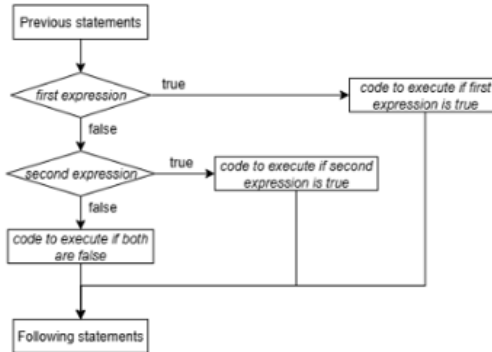 Previous statements
first expression
true
code to execute if first
expression is true
false
second expression
true
code to execute if second
expression is true
false
code to execute if both
are false
Following statements